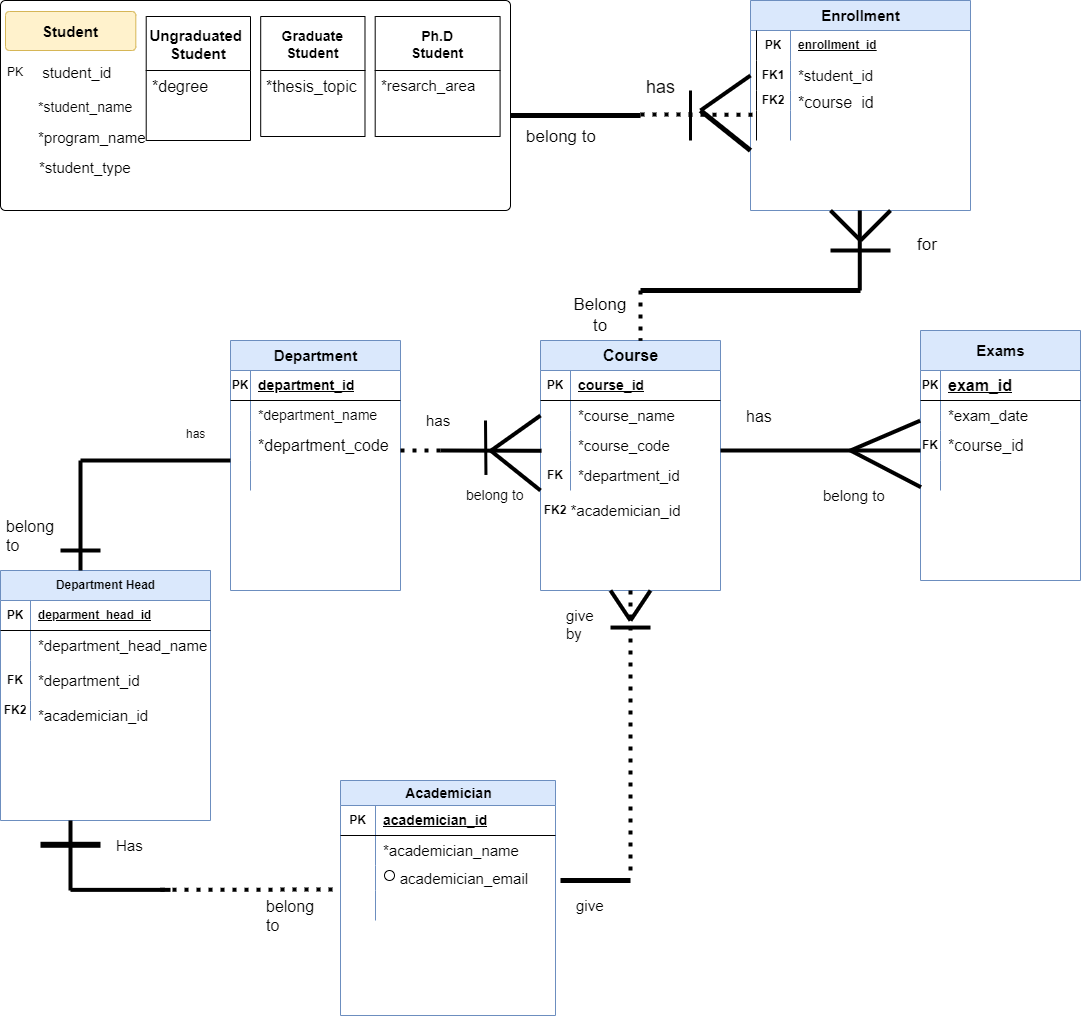 Student
PK student_id
*student_name
*program_name
*student_type
Ungraduated
Student
*degree
Graduate
Student
*thesis_topic
Ph.D
Student
*resarch_area
has
belong to
Enrollment
PK enrollment_id
FK1 *student_id
FK2 *course_id
for
Belong
to
Department
PK department_id
*department_name
*department_code
has
belong to
Course
PK course_id
*course_name
*course_code
FK *department_id
FK2 *academician_id
has
belong to
Exams
PK exam_id
*exam_date
FK *course_id
has
belong
to
Department Head
PK deparment_head_id
*department_head_name
FK *department_id
FK2 *academician_id
give
by
Has
belong
to
Academician
PK academician_id
*academician_name
academician_email
give